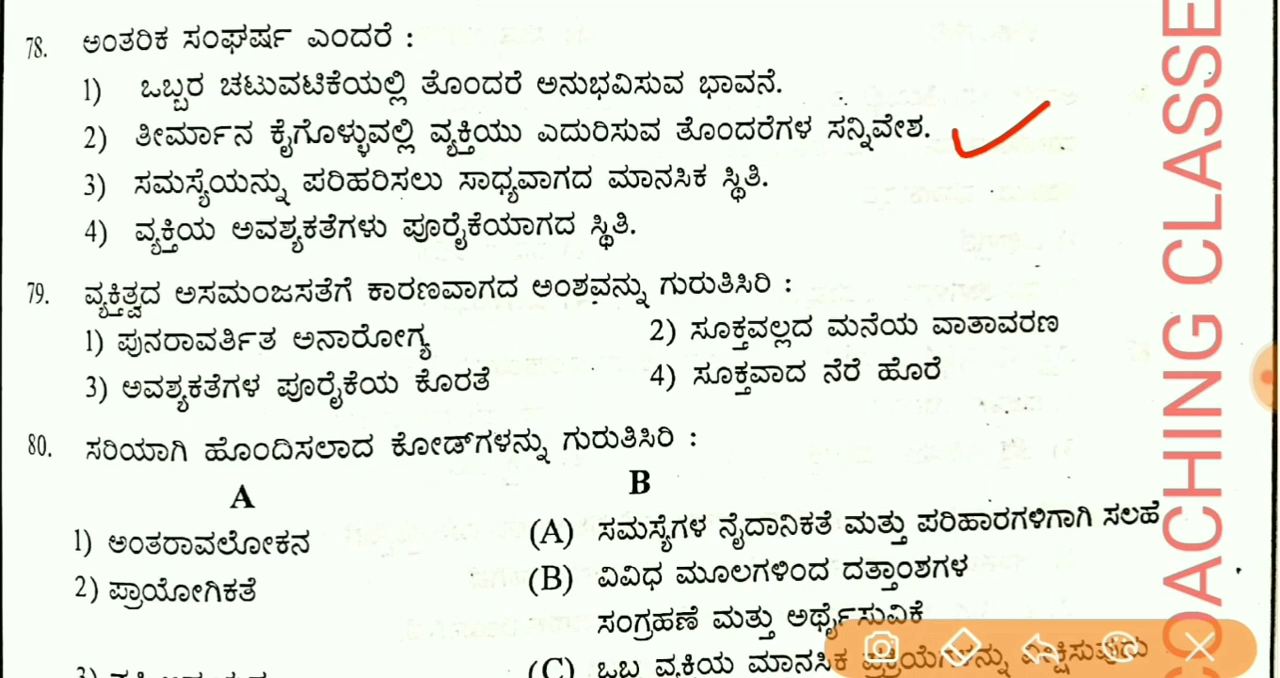 78. ಅಂತರಿಕ ಸಂಘರ್ಷ ಎಂದರೆ :
1) ಒಬ್ಬರ ಚಟುವಟಿಕೆಯಲ್ಲಿ ತೊಂದರೆ ಅನುಭವಿಸುವ ಭಾವನೆ.
2) ತೀರ್ಮಾನ ಕೈಗೊಳ್ಳುವಲ್ಲಿ ವ್ಯಕ್ತಿಯು ಎದುರಿಸುವ ತೊಂದರೆಗಳ ಸನ್ನಿವೇಶ.
3) ಸಮಸ್ಯೆಯನ್ನು ಪರಿಹರಿಸಲು ಸಾಧ್ಯವಾಗದ ಮಾನಸಿಕ ಸ್ಥಿತಿ.
4) ವ್ಯಕ್ತಿಯ ಅವಶ್ಯಕತೆಗಳು ಪೂರೈಕೆಯಾಗದ ಸ್ಥಿತಿ.
79. ವ್ಯಕ್ತಿತ್ವದ ಅಸಮಂಜಸತೆಗೆ ಕಾರಣವಾಗದ ಅಂಶವನ್ನು ಗುರುತಿಸಿರಿ :
1) ಪುನರಾವರ್ತಿತ ಅನಾರೋಗ್ಯ 2) ಸೂಕ್ತವಲ್ಲದ ಮನೆಯ ವಾತಾವರಣ
3) ಅವಶ್ಯಕತೆಗಳ ಪೂರೈಕೆಯ ಕೊರತೆ 4) ಸೂಕ್ತವಾದ ನೆರೆ ಹೊರೆ
80. ಸರಿಯಾಗಿ ಹೊಂದಿಸಲಾದ ಕೋಡ್‌ಗಳನ್ನು ಗುರುತಿಸಿರಿ :
A B
1) ಅಂತರಾವಲೋಕನ (A) ಸಮಸ್ಯೆಗಳ ನೈದಾನಿಕತೆ ಮತ್ತು ಪರಿಹಾರಗಳಿಗಾಗಿ ಸಲಹೆ
2) ಪ್ರಾಯೋಗಿಕತೆ (B) ವಿವಿಧ ಮೂಲಗಳಿಂದ ದತ್ತಾಂಶಗಳ
ಸಂಗ್ರಹಣೆ ಮತ್ತು ಅರ್ಥೈಸುವಿಕೆ
(C) ಒಬ್ಬ ವ್ಯಕ್ತಿಯ ಮಾನಸಿಕ
COACHING CLASSE